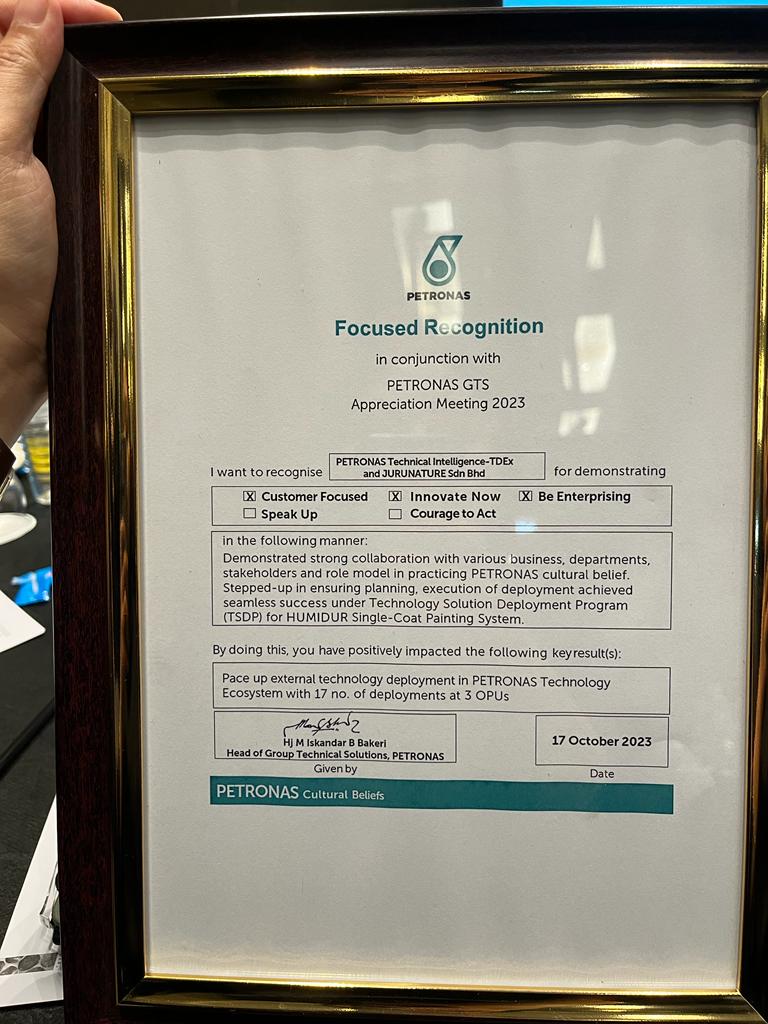 PETRONAS
Focused Recognition
in conjunction with
PETRONAS GTS
Appreciation Meeting 2023
I want to recognise PETRONAS Technical Intelligence-TDEx and JURUNATURE Sdn Bhd for demonstrating
☒ Customer Focused ☒ Innovate Now ☒ Be Enterprising
☐ Speak Up ☐ Courage to Act
in the following manner:
Demonstrated strong collaboration with various business, departments,
stakeholders and role model in practicing PETRONAS cultural belief.
Stepped-up in ensuring planning, execution of deployment achieved
seamless success under Technology Solution Deployment Program
(TSDP) for HUMIDUR Single-Coat Painting System.
By doing this, you have positively impacted the following key result(s):
Pace up external technology deployment in PETRONAS Technology
Ecosystem with 17 no. of deployments at 3 OPUs
Hj M Iskandar B Bakeri
Head of Group Technical Solutions, PETRONAS
Given by
17 October 2023
Date
PETRONAS Cultural Beliefs